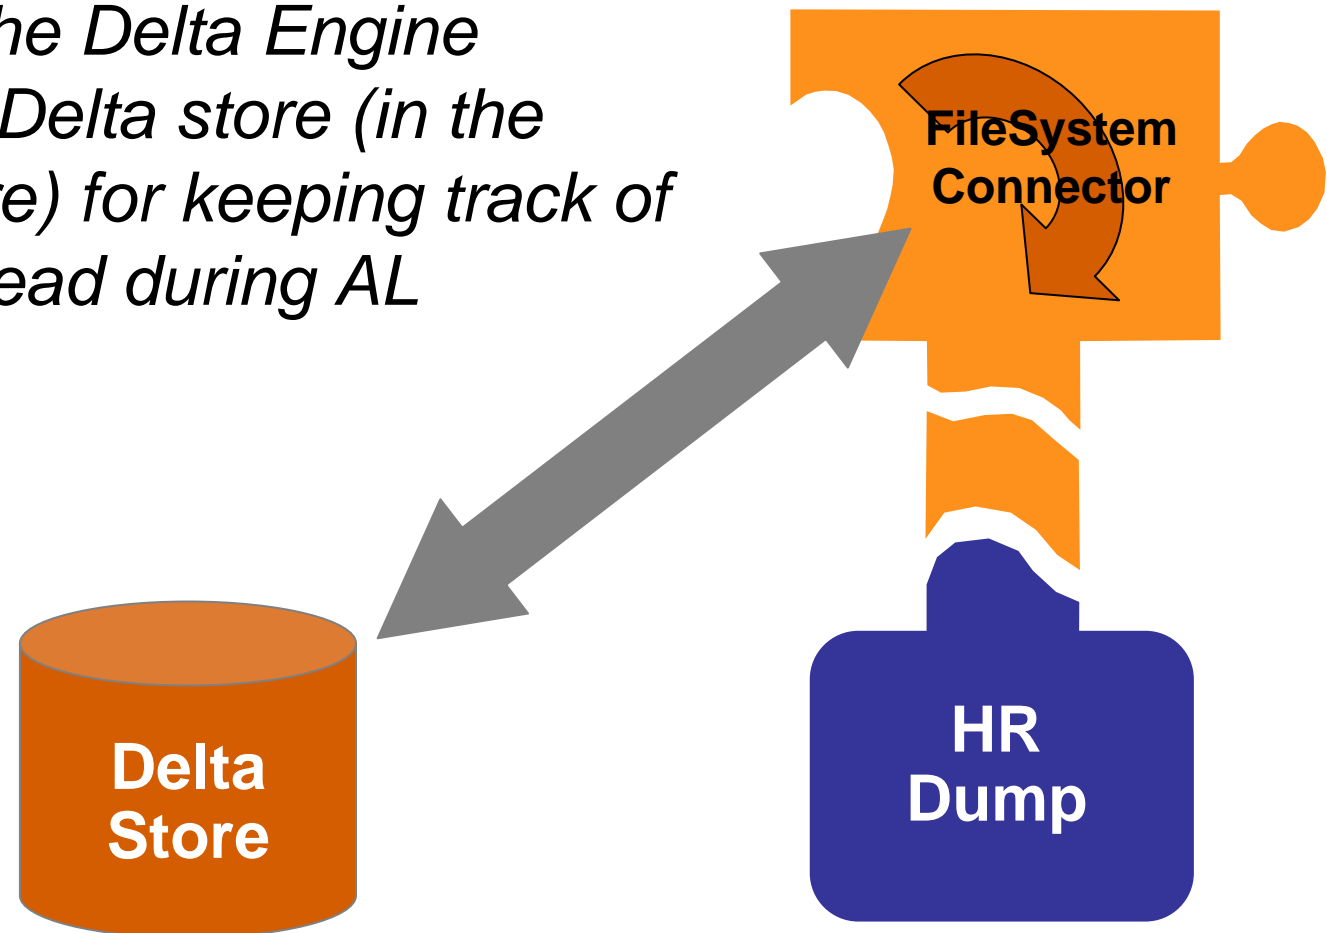 he Delta Engine
Delta store (in the
re) for keeping track of
ead during AL
FileSystem
Connector
HR
Dump
Delta
Store